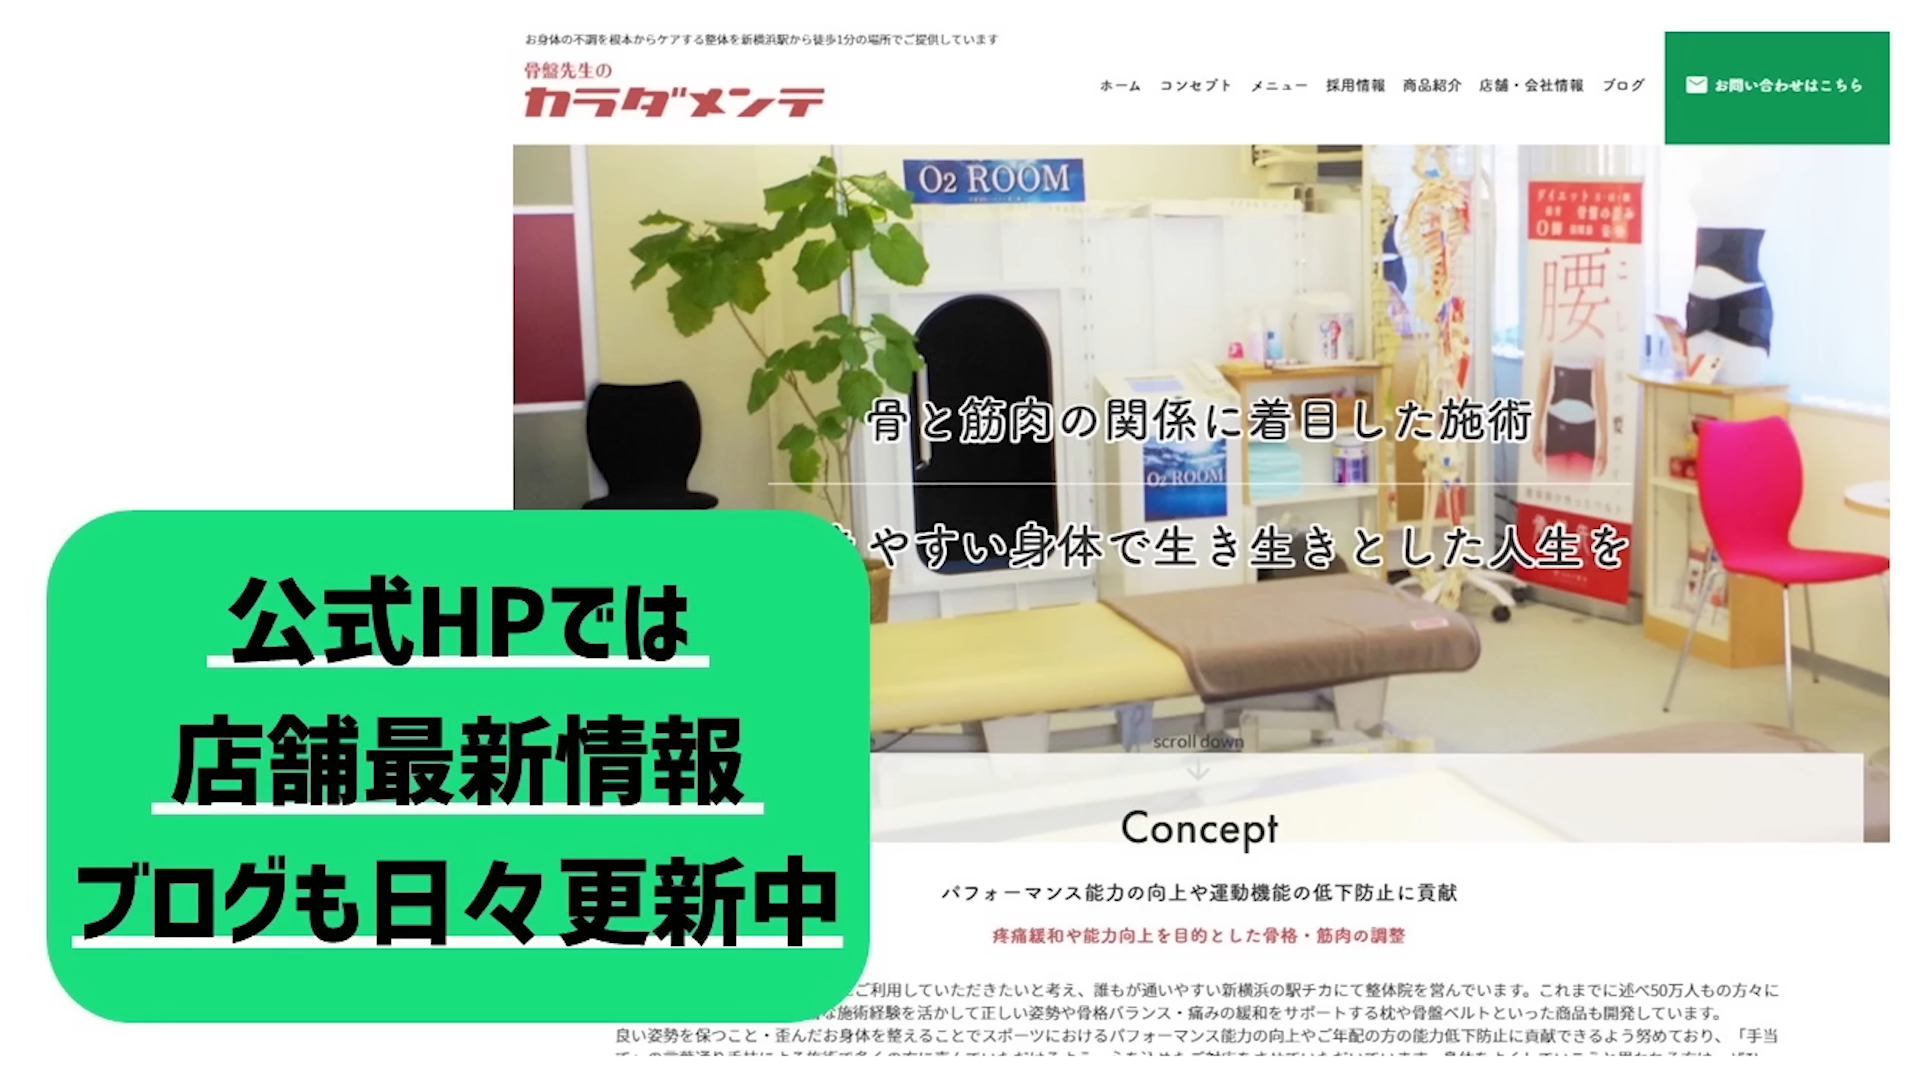 お身体の不調を根本からケアする整体を新横浜駅から徒歩1分の場所でご提供しています
骨盤先生の
カラダメンテ
ホーム コンセプト メニュー 採用情報 商品紹介 店舗・会社情報 ブログ
お問い合わせはこちら
O2 ROOM
ダイエット
O脚
腰
骨と筋肉の関係に着目した施術
O2 ROOM
やすい身体で生き生きとした人生を
公式HPでは
店舗最新情報
ブログも日々更新中
scroll down
Concept
パフォーマンス能力の向上や運動機能の低下防止に貢献
疼痛緩和や能力向上を目的とした骨格・筋肉の調整
ご利用していただきたいと考え、誰もが通いやすい新横浜の駅チカにて整体院を営んでいます。これまでに述べ50万人もの方々に
な施術経験を活かして正しい姿勢や骨格バランス・痛みの緩和をサポートする枕や骨盤ベルトといった商品も開発しています。
良い姿勢を保つこと・歪んだお身体を整えることでスポーツにおけるパフォーマンス能力の向上やご年配の方の能力低下防止に貢献できるよう努めており、「手当